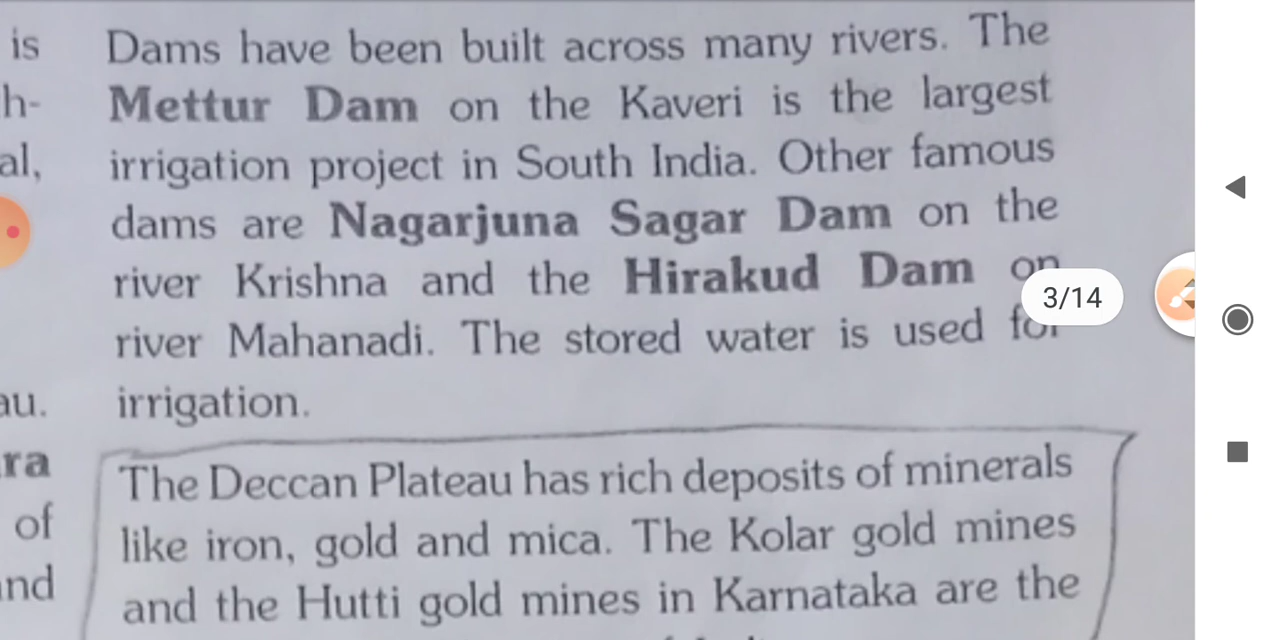 is
h-
al,
au.
ra
of
nd
Dams have been built across many rivers. The
Mettur Dam on the Kaveri is the largest
irrigation project in South India. Other famous
dams are Nagarjuna Sagar Dam on the
river Krishna and the Hirakud Dam on
river Mahanadi. The stored water is used for
irrigation.
The Deccan Plateau has rich deposits of minerals
like iron, gold and mica. The Kolar gold mines
and the Hutti gold mines in Karnataka are the
3/14